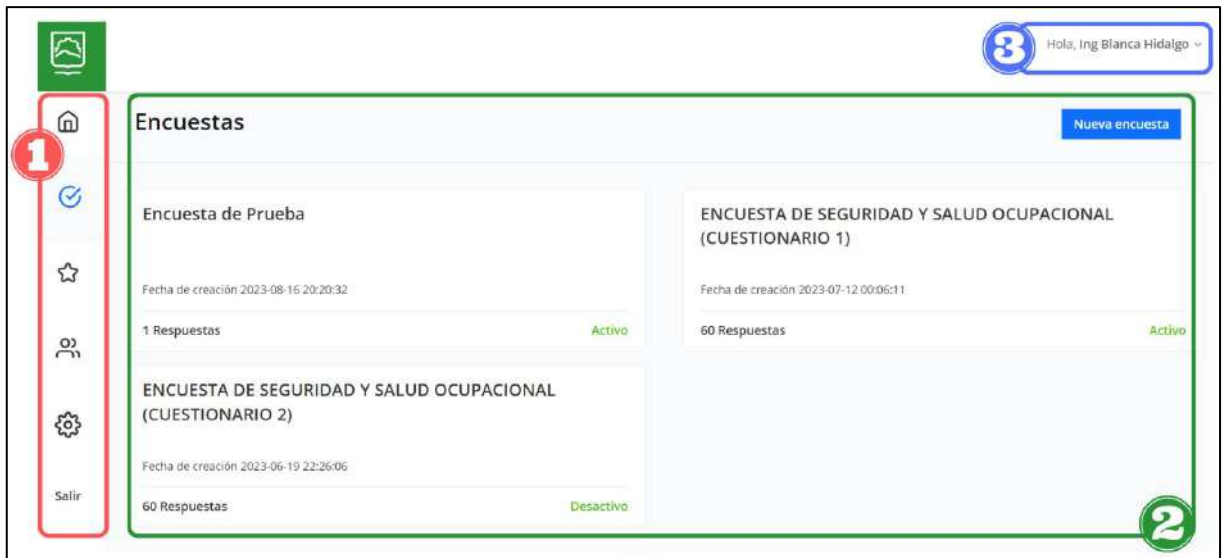 3
Hola, Ing Blanca Hidalgo
1
Encuestas
Nueva encuesta
Encuesta de Prueba
Fecha de creación 2023-08-16 20:20:32
1 Respuestas
Activo
ENCUESTA DE SEGURIDAD Y SALUD OCUPACIONAL
(CUESTIONARIO 1)
Fecha de creación 2023-07-12 00:06:11
60 Respuestas
Activo
ENCUESTA DE SEGURIDAD Y SALUD OCUPACIONAL
(CUESTIONARIO 2)
Fecha de creación 2023-06-19 22:26:06
60 Respuestas
Desactivo
Salir
2